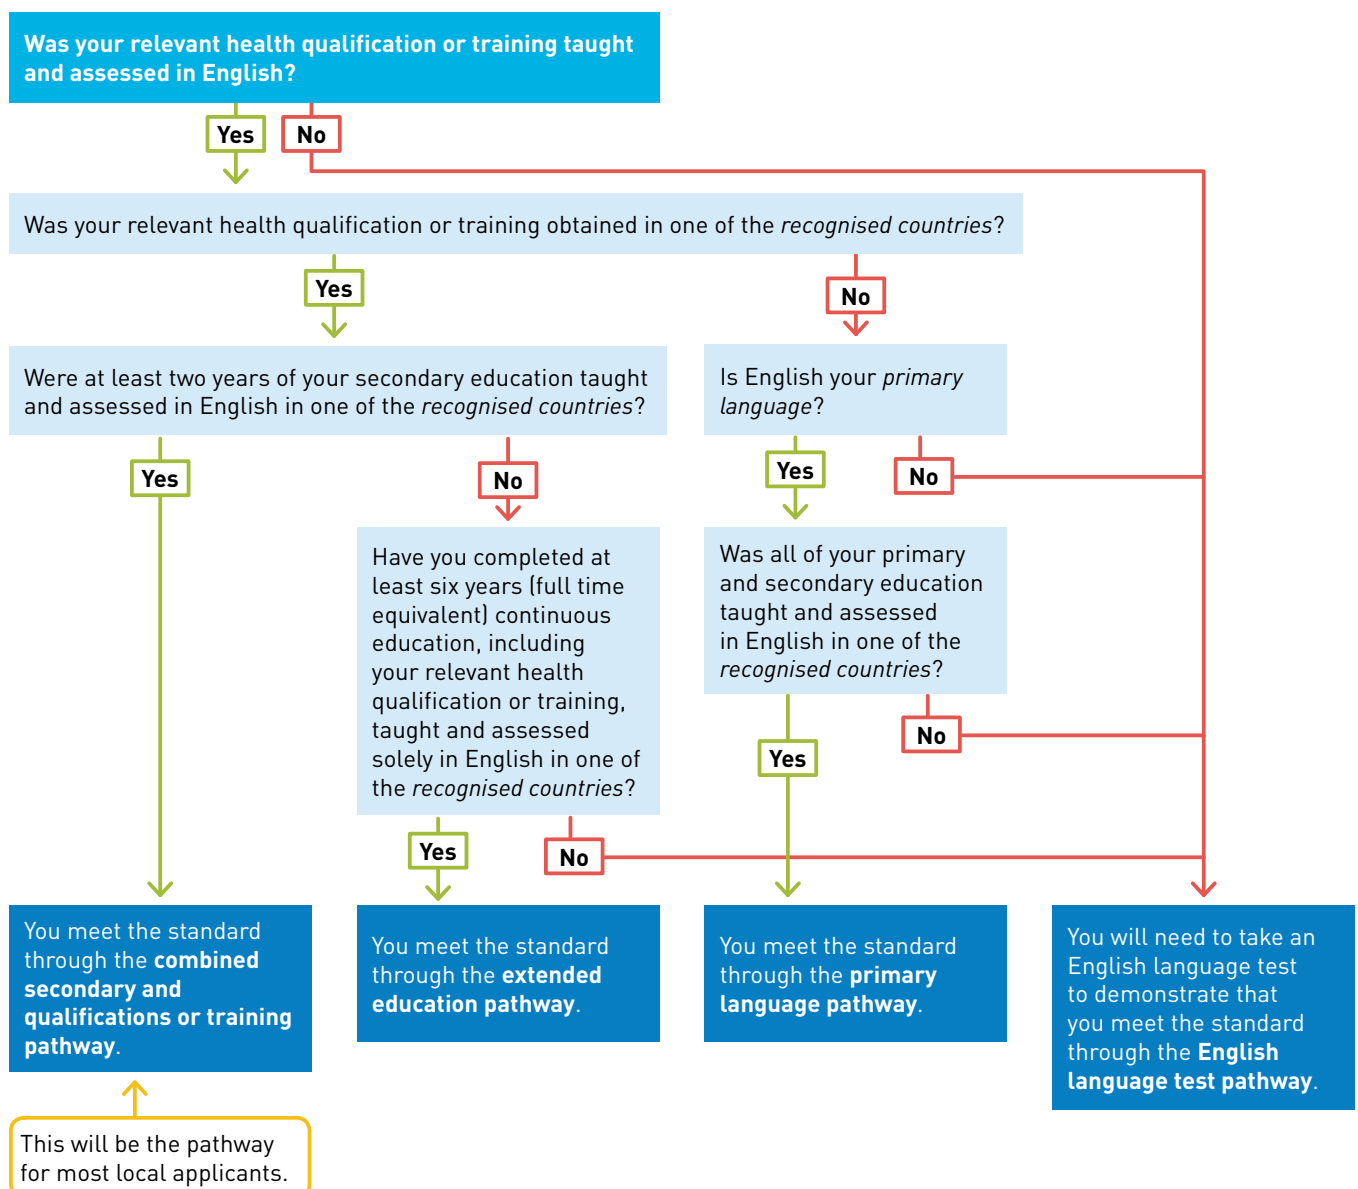 Was your relevant health qualification or training taught
and assessed in English?
Yes
No
Was your relevant health qualification or training obtained in one of the recognised countries?
Yes
No
Were at least two years of your secondary education taught
and assessed in English in one of the recognised countries?
Is English your primary
language?
Yes
No
Yes
No
Have you completed at
least six years (full time
equivalent) continuous
education, including
your relevant health
qualification or training,
taught and assessed
solely in English in one of
the recognised countries?
Was all of your primary
and secondary education
taught and assessed
in English in one of the
recognised countries?
No
Yes
Yes
No
You meet the standard
through the combined
secondary and
qualifications or training
pathway.
You meet the standard
through the extended
education pathway.
You meet the standard
through the primary
language pathway.
You will need to take an
English language test
to demonstrate that
you meet the standard
through the English
language test pathway.
This will be the pathway
for most local applicants.